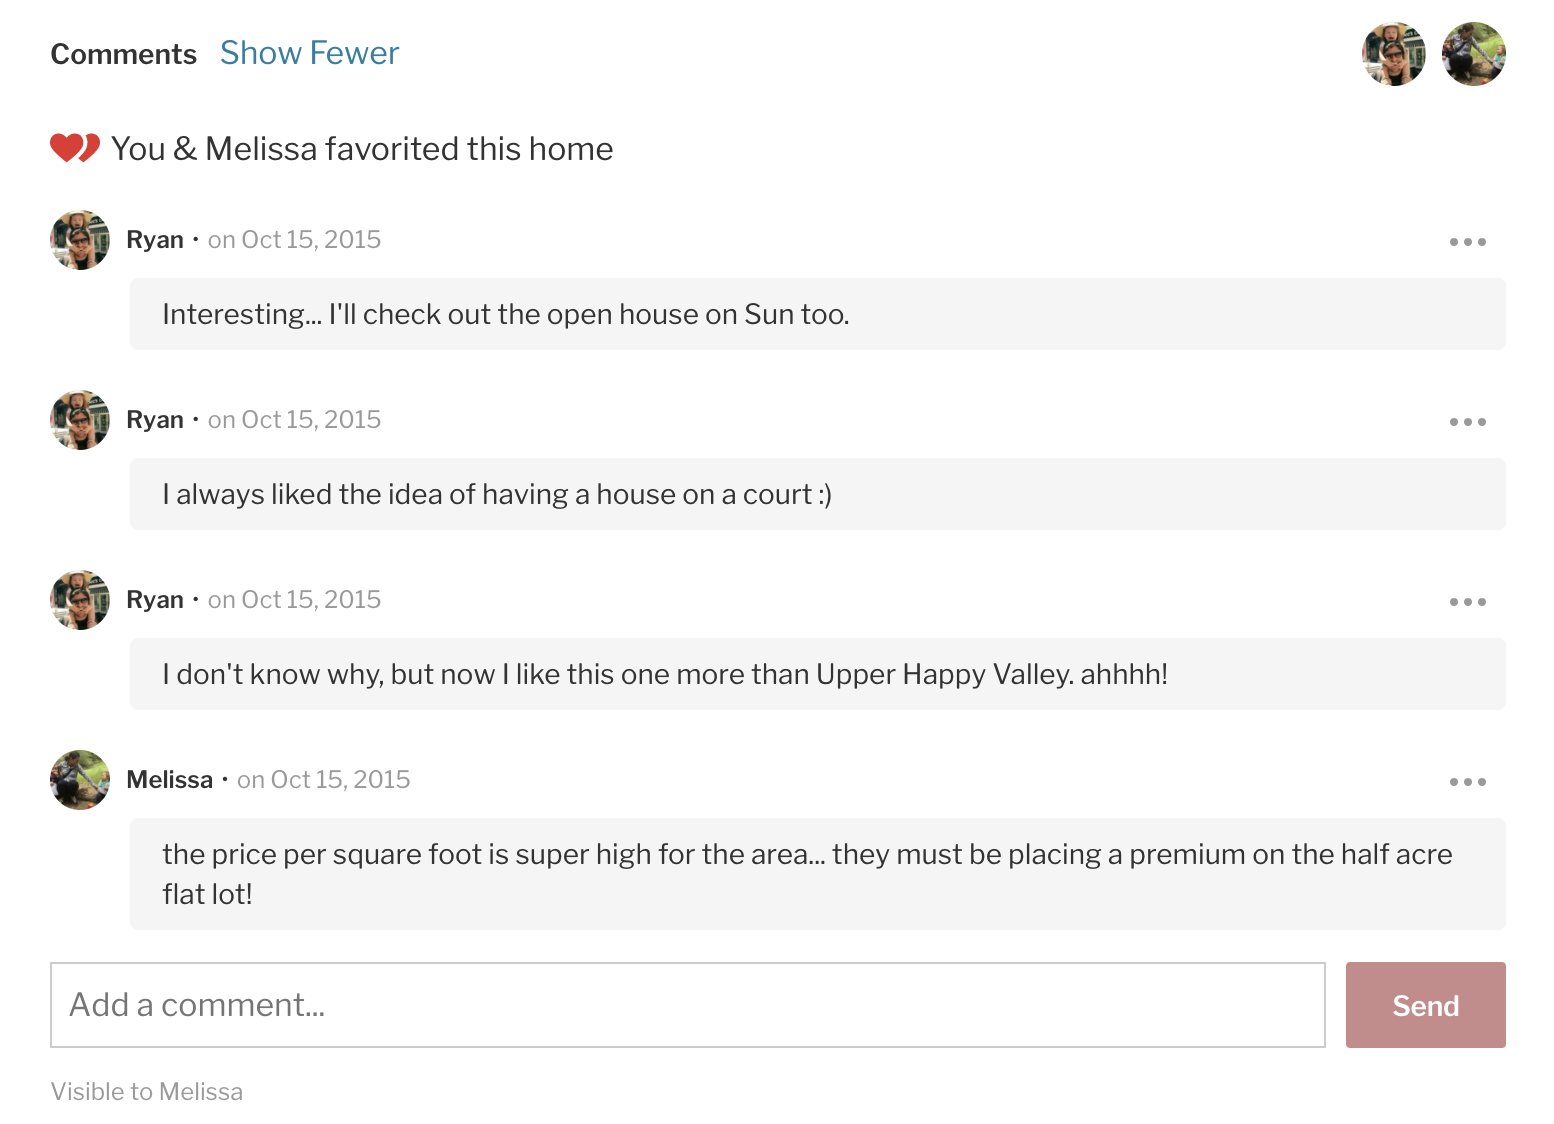 Comments Show Fewer
You & Melissa favorited this home
Ryan · on Oct 15, 2015
Interesting... I'll check out the open house on Sun too.
Ryan · on Oct 15, 2015
I always liked the idea of having a house on a court :)
Ryan · on Oct 15, 2015
I don't know why, but now I like this one more than Upper Happy Valley. ahhhh!
Melissa · on Oct 15, 2015
the price per square foot is super high for the area... they must be placing a premium on the half acre
flat lot!
Add a comment...
Send
Visible to Melissa